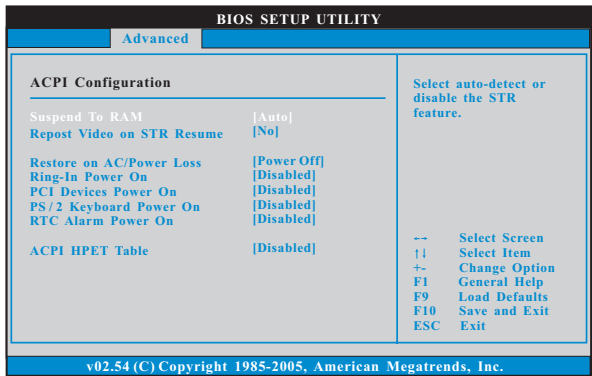 BIOS SETUP UTILITY
Advanced
ACPI Configuration
Suspend To RAM [Auto]
Repost Video on STR Resume [No]
Restore on AC/Power Loss [Power Off]
Ring-In Power On [Disabled]
PCI Devices Power On [Disabled]
PS/2 Keyboard Power On [Disabled]
RTC Alarm Power On [Disabled]
ACPI HPET Table [Disabled]
Select auto-detect or
disable the STR
feature.
←→ Select Screen
↑↓ Select Item
+- Change Option
F1 General Help
F9 Load Defaults
F10 Save and Exit
ESC Exit
v02.54 (C) Copyright 1985-2005, American Megatrends, Inc.